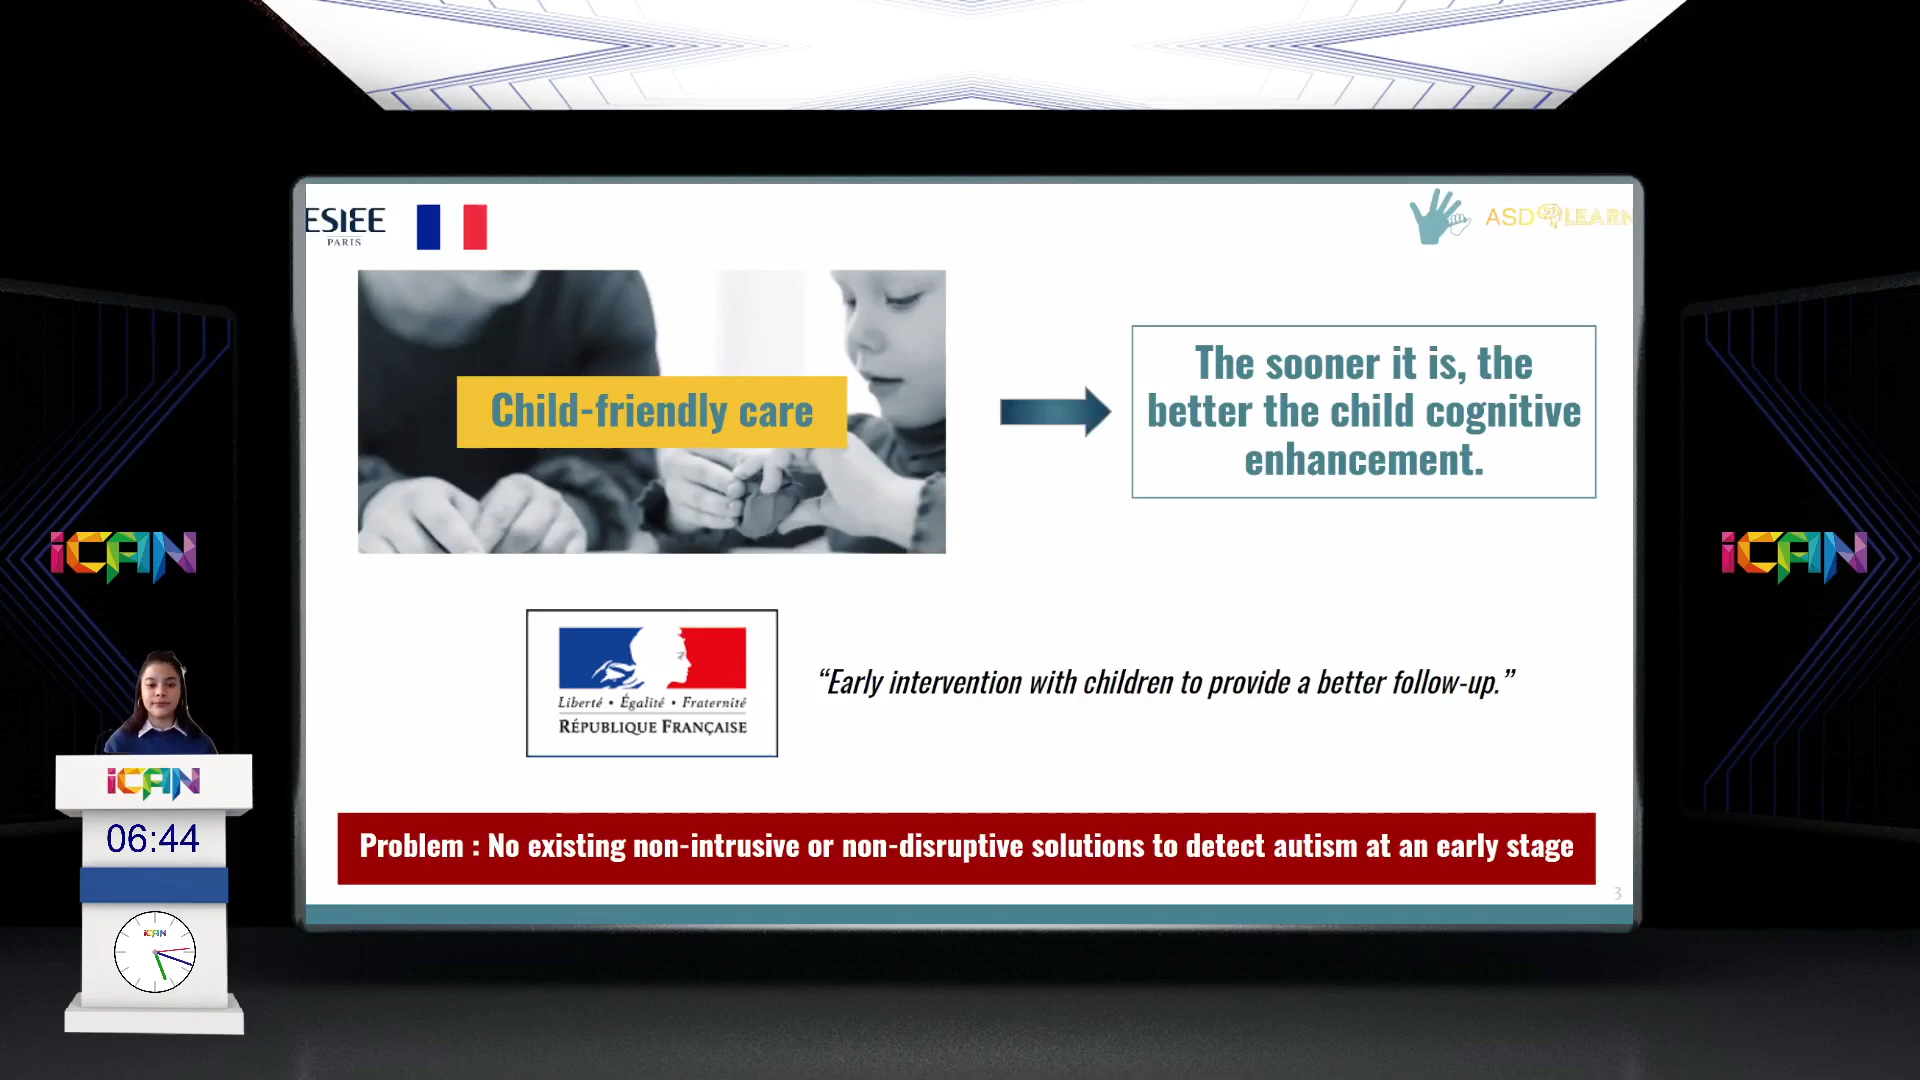 ESIEE
PARIS
ASD LEARN
Child-friendly care
The sooner it is, the
better the child cognitive
enhancement.
iCAN
iCAN
Liberté • Égalité • Fraternité
RÉPUBLIQUE FRANÇAISE
“Early intervention with children to provide a better follow-up.”
iCAN
06:44
Problem : No existing non-intrusive or non-disruptive solutions to detect autism at an early stage
3
iCAN